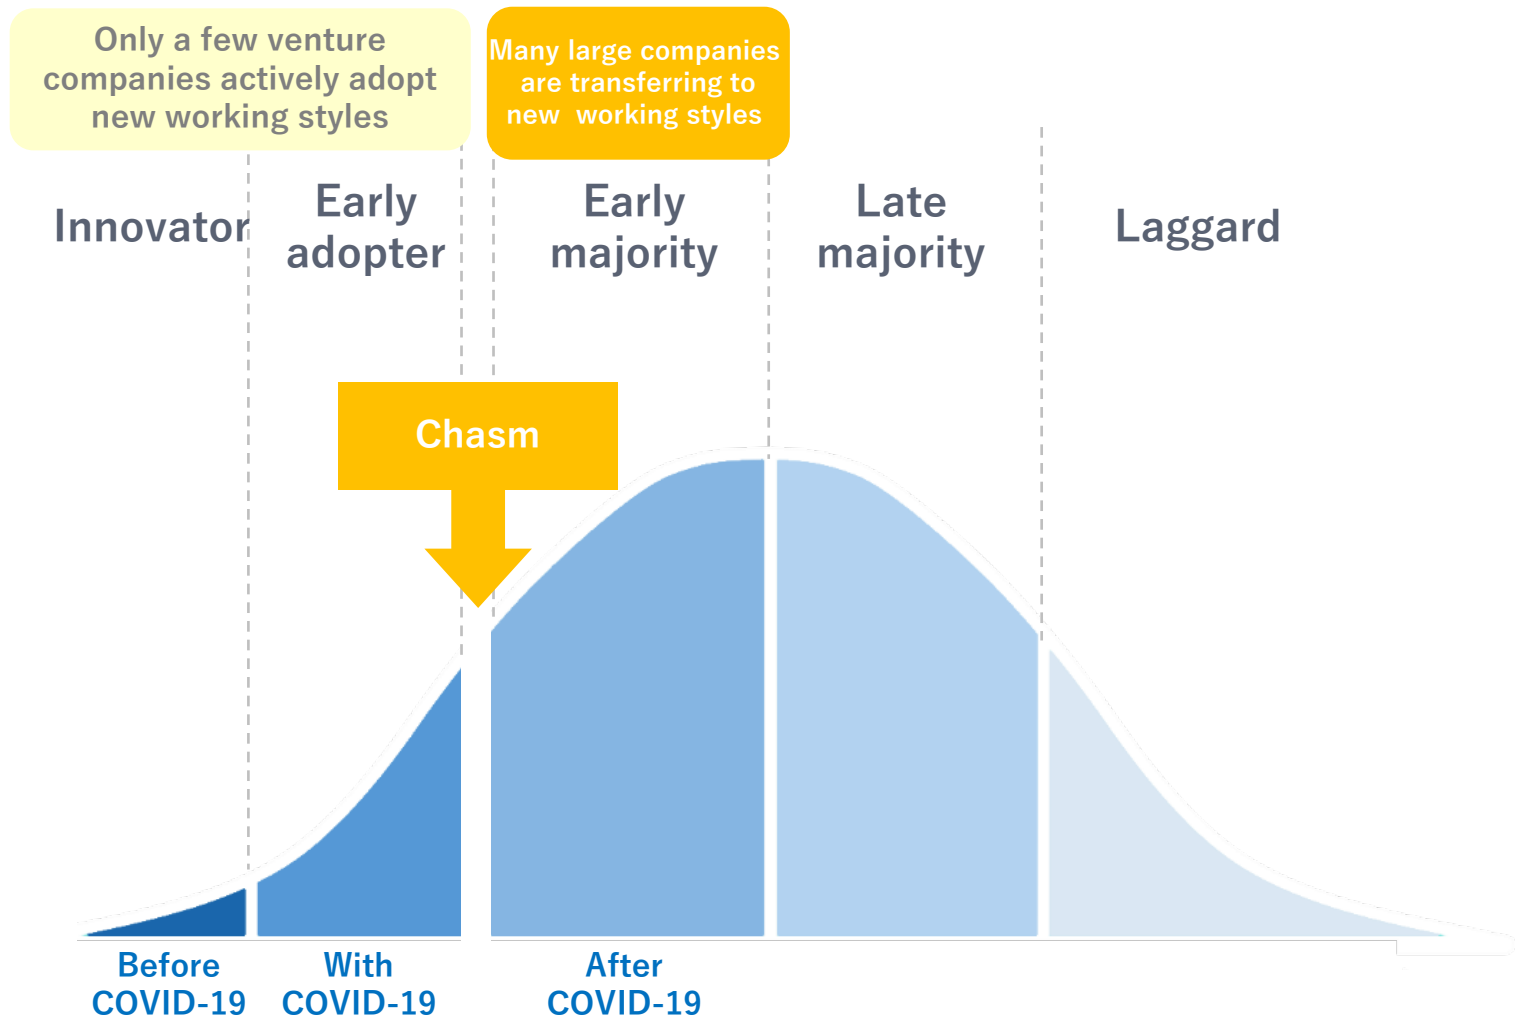 Only a few venture
companies actively adopt
new working styles
Many large companies
are transferring to
new working styles
Innovator
Early
adopter
Early
majority
Late
majority
Laggard
Chasm
Before
COVID-19
With
COVID-19
After
COVID-19